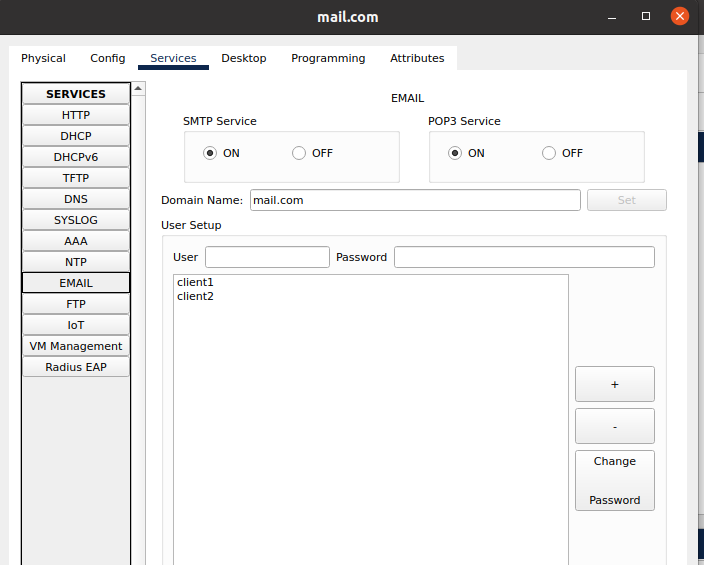 mail.com
Physical Config Services Desktop Programming Attributes
SERVICES
HTTP
DHCP
DHCPv6
TFTP
DNS
SYSLOG
AAA
NTP
EMAIL
FTP
IoT
VM Management
Radius EAP
EMAIL
SMTP Service POP3 Service
ON OFF ON OFF
Domain Name: mail.com Set
User Setup
User Password
client1
client2
+
-
Change
Password